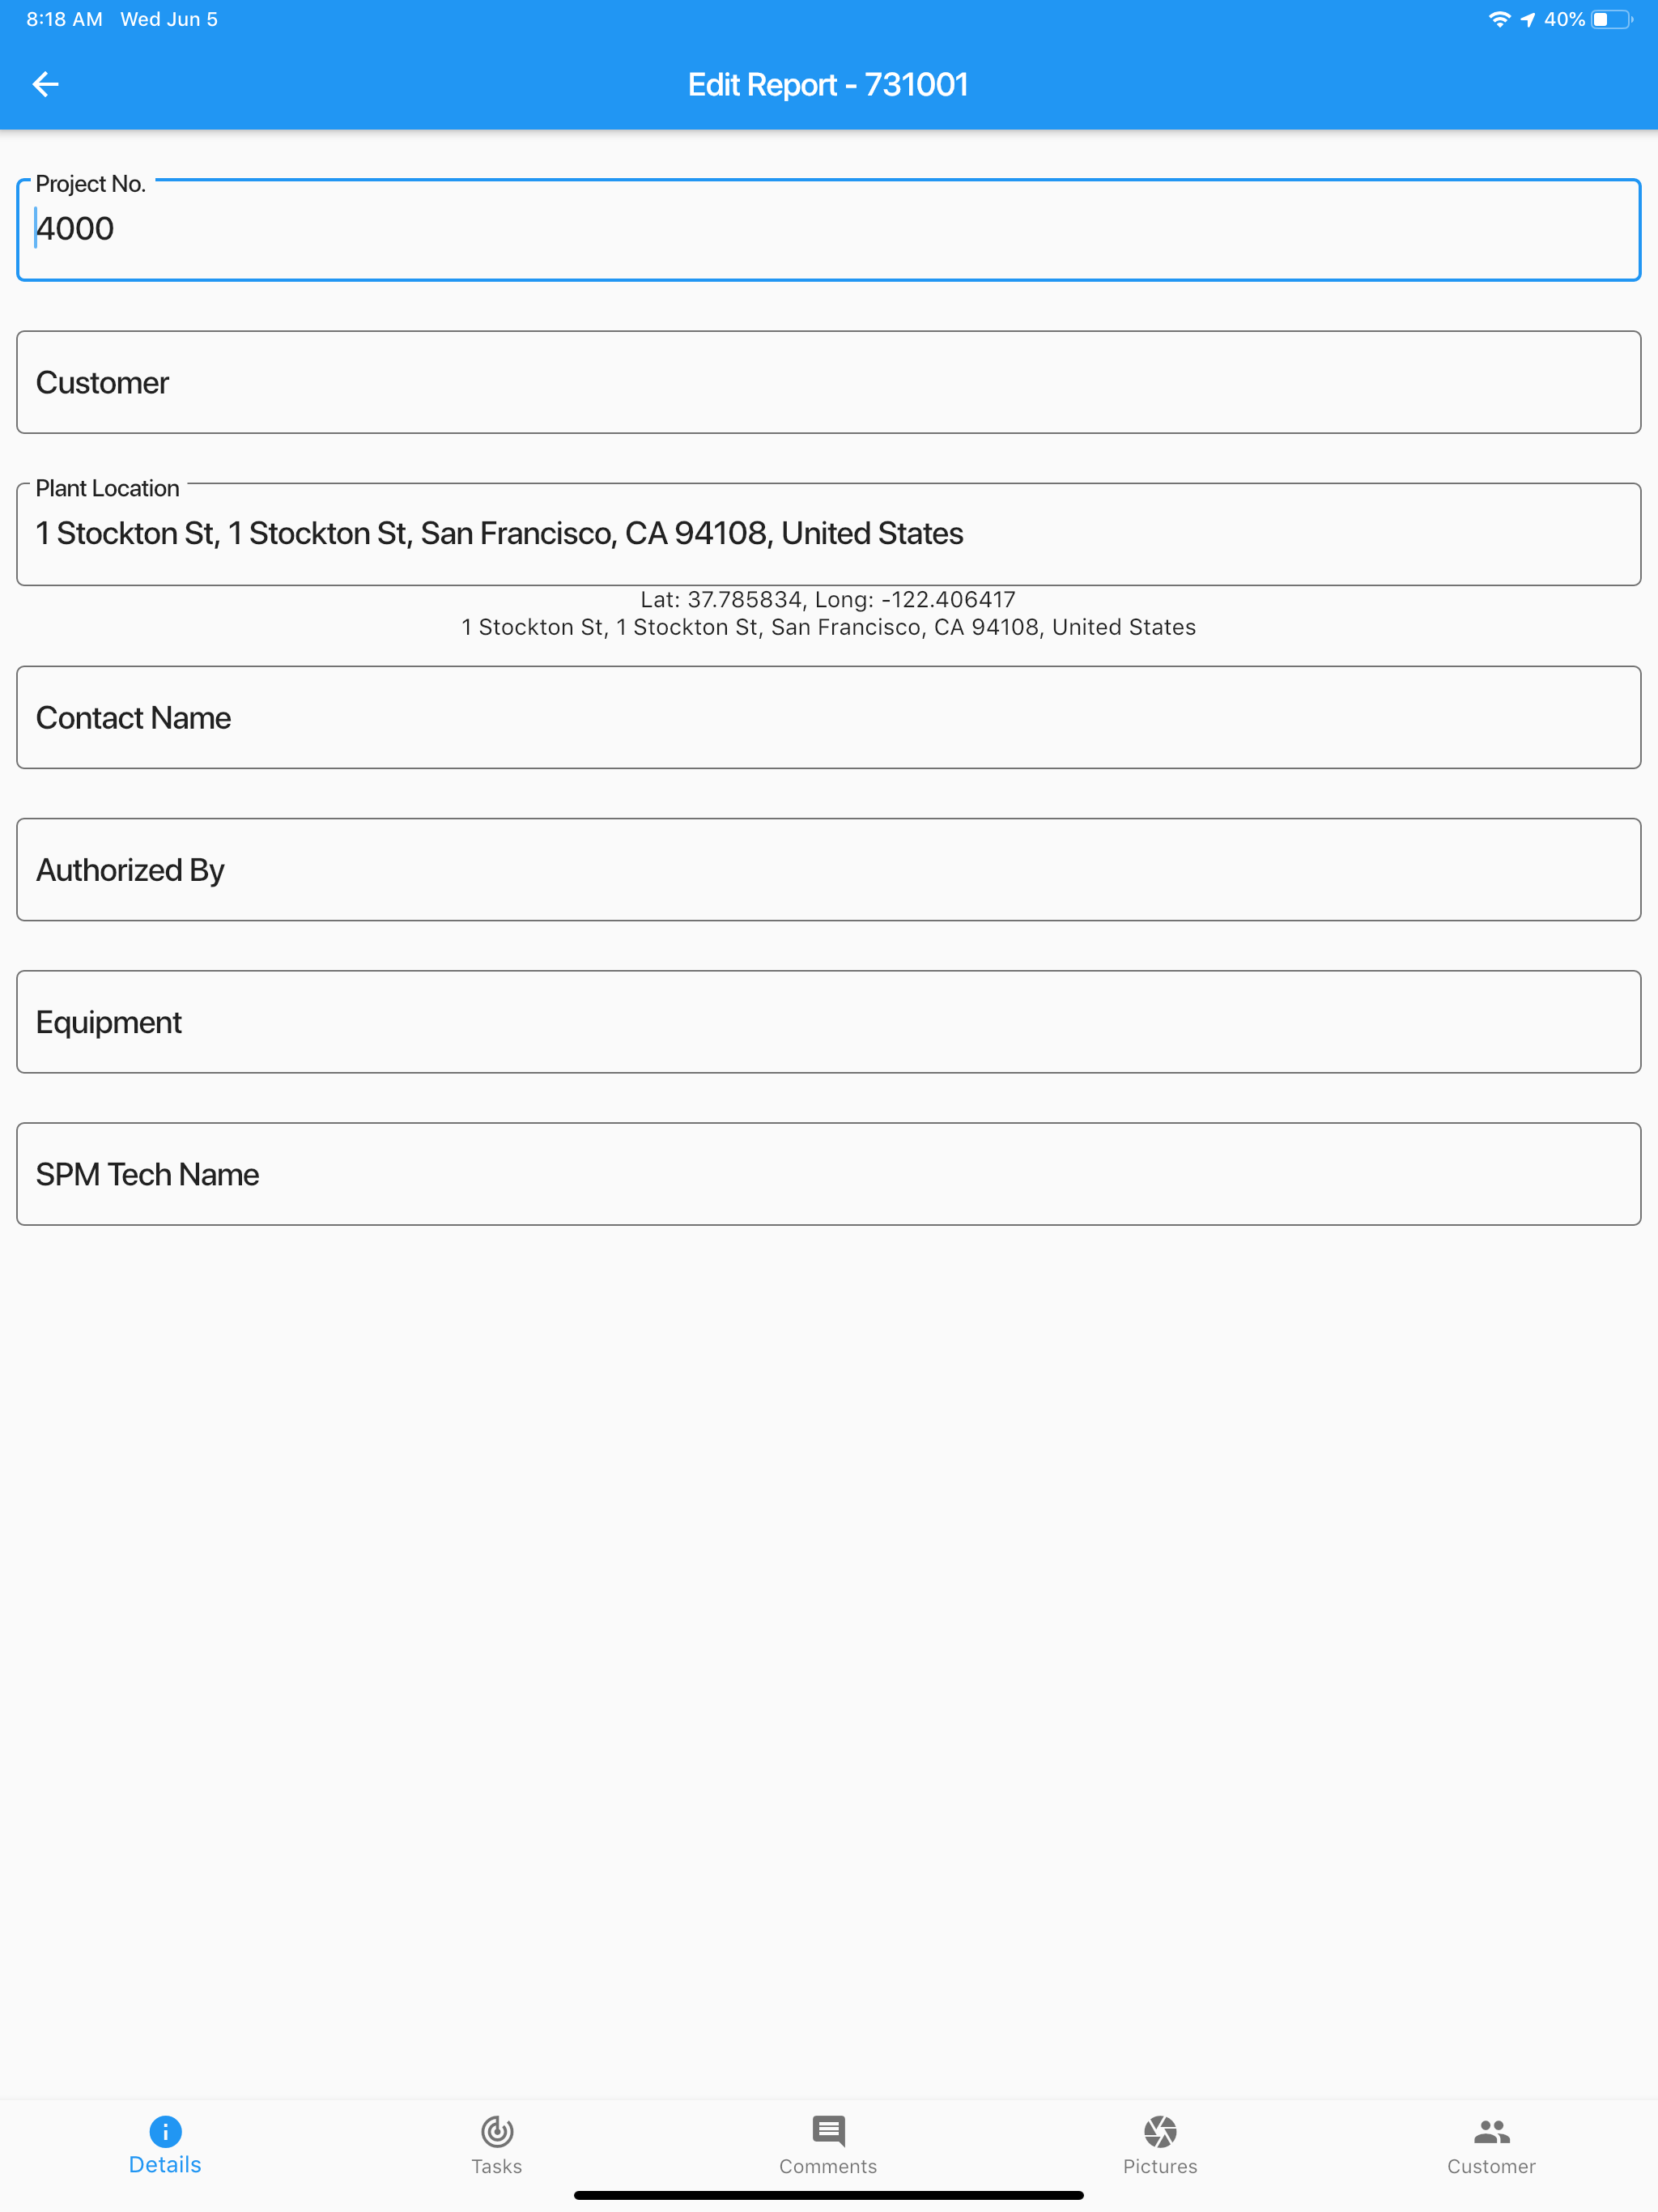 8:18 AM Wed Jun 5 40%
Edit Report - 731001
Project No.
4000
Customer
Plant Location
1 Stockton St, 1 Stockton St, San Francisco, CA 94108, United States
Lat: 37.785834, Long: -122.406417
1 Stockton St, 1 Stockton St, San Francisco, CA 94108, United States
Contact Name
Authorized By
Equipment
SPM Tech Name
Details Tasks Comments Pictures Customer